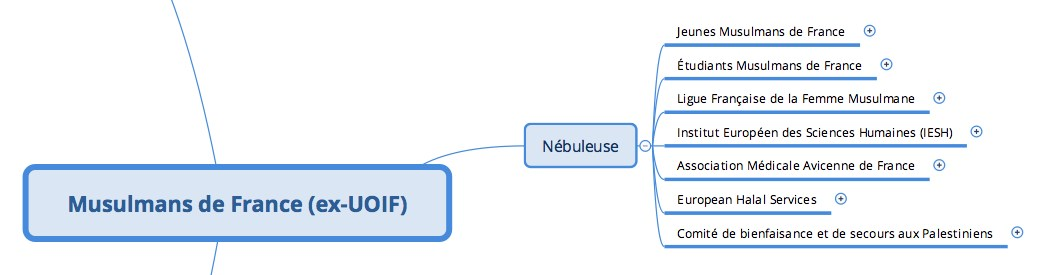 Jeunes Musulmans de France
Étudiants Musulmans de France
Ligue Française de la Femme Musulmane
Institut Européen des Sciences Humaines (IESH)
Nébuleuse
Association Médicale Avicenne de France
European Halal Services
Musulmans de France (ex-UOIF)
Comité de bienfaisance et de secours aux Palestiniens